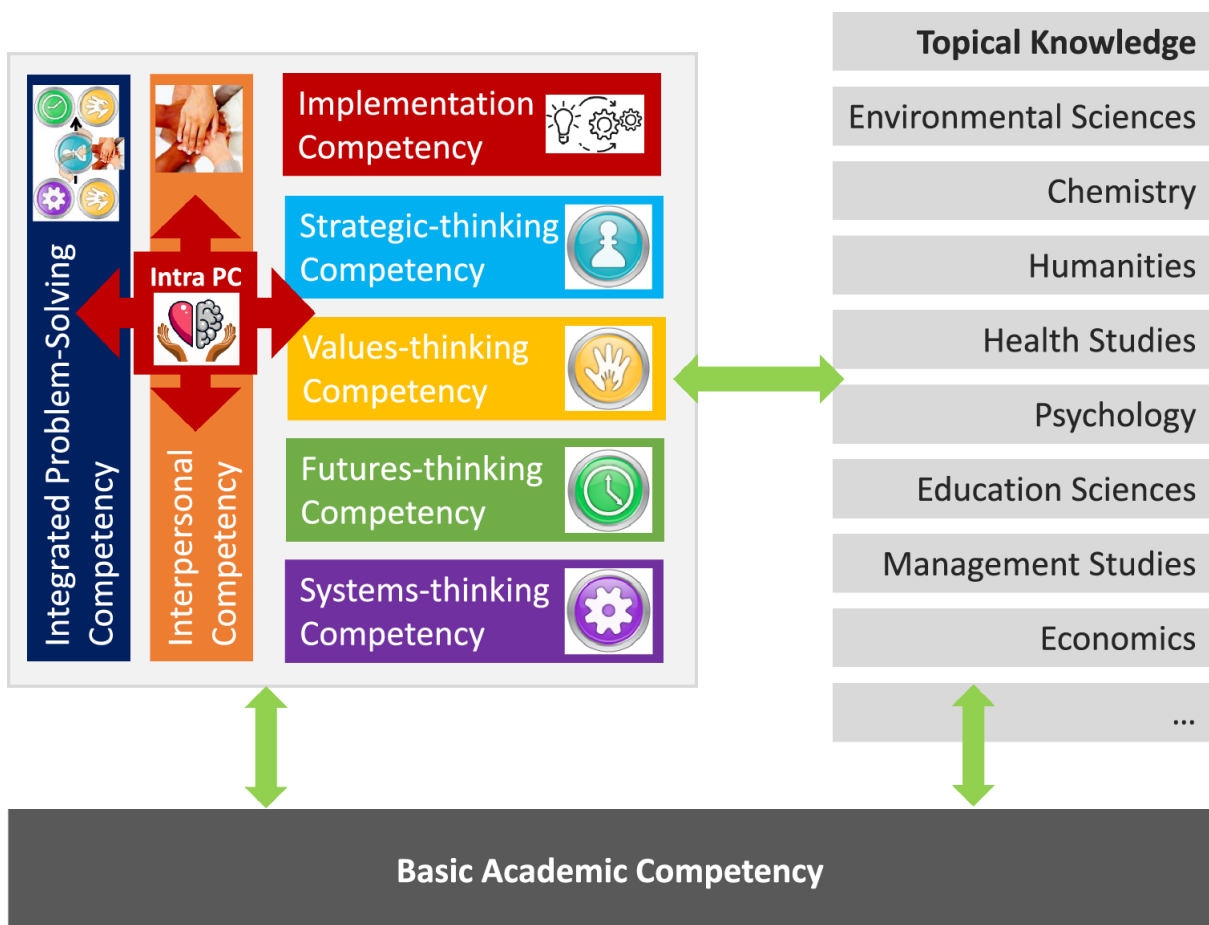 Integrated Problem-Solving
Competency
Interpersonal
Competency
Intra PC
Implementation
Competency
Strategic-thinking
Competency
Values-thinking
Competency
Futures-thinking
Competency
Systems-thinking
Competency
Topical Knowledge
Environmental Sciences
Chemistry
Humanities
Health Studies
Psychology
Education Sciences
Management Studies
Economics
...
Basic Academic Competency